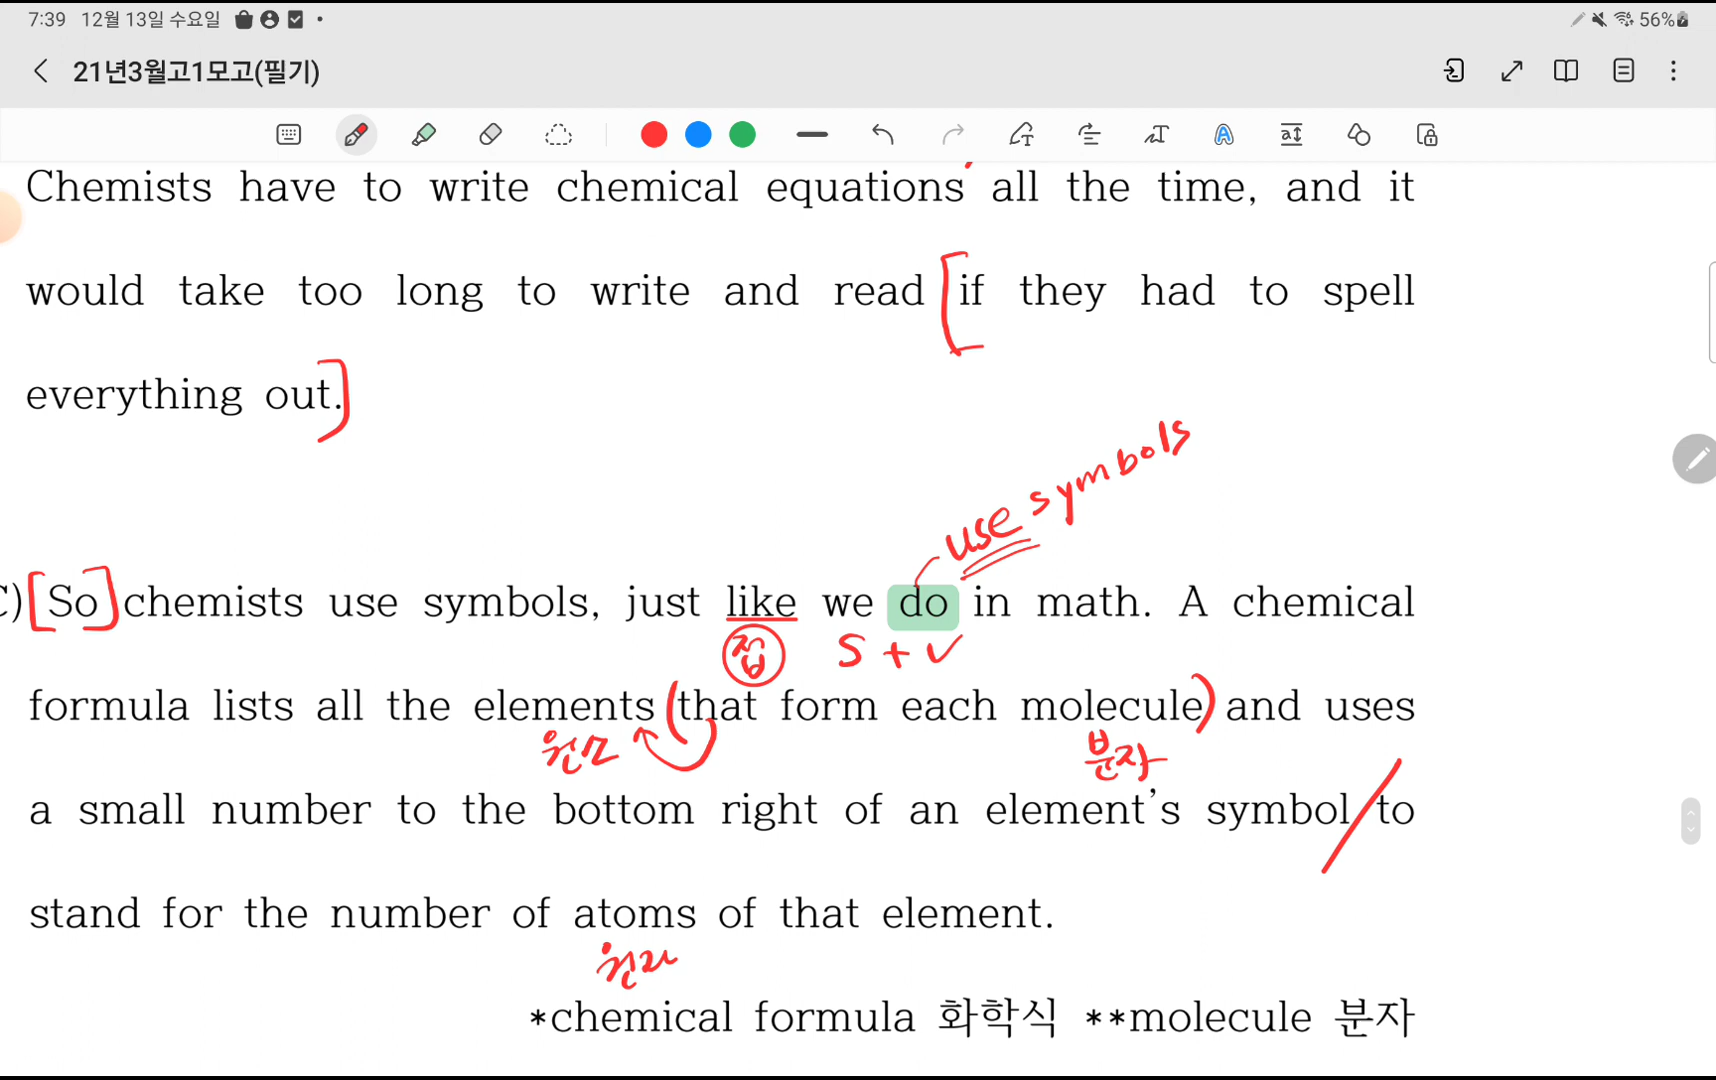 7:39 12월 13일 수요일
56%
21년3월고1모고(필기)
Chemists have to write chemical equations all the time, and it
would take too long to write and read [if they had to spell
everything out.]
use symbols
C) [So] chemists use symbols, just like we do in math. A chemical
접 S + V
formula lists all the elements (that form each molecule) and uses
원소 분자
a small number to the bottom right of an element's symbol / to
stand for the number of atoms of that element.
원자
*chemical formula 화학식 **molecule 분자